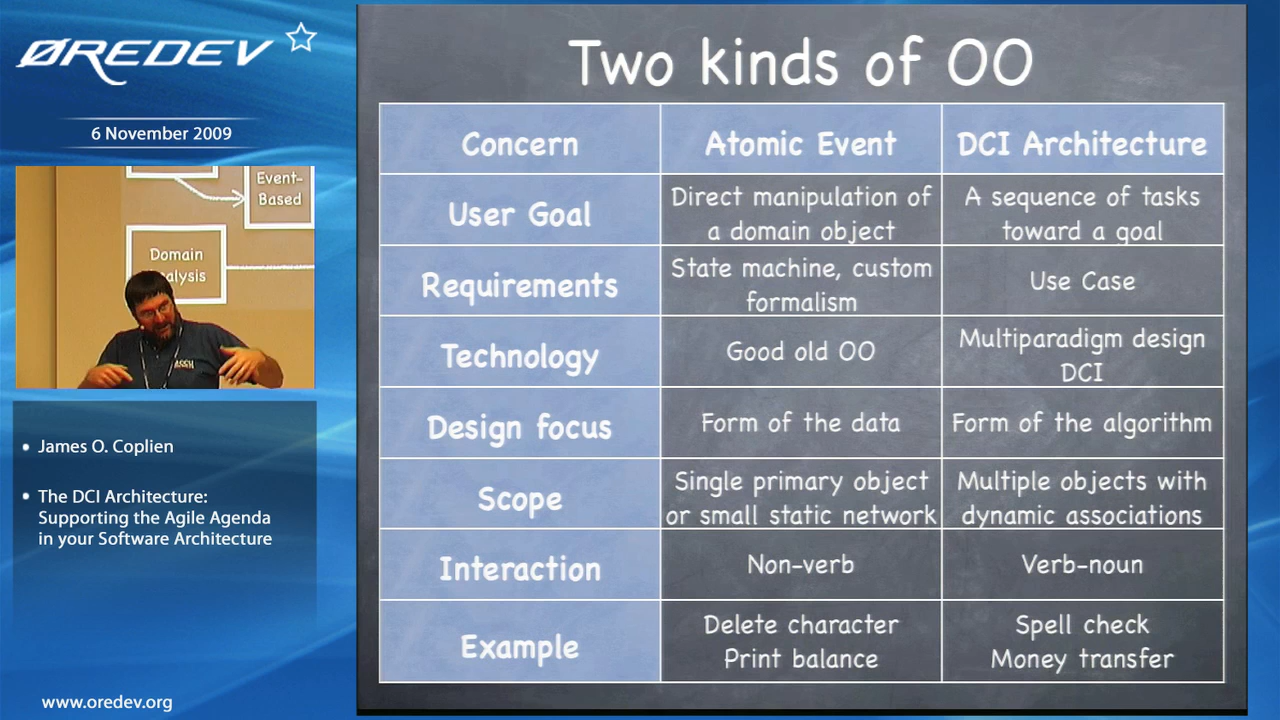 ØREDEV
6 November 2009
Event-
Based
Domain
alysis
James O. Coplien
The DCI Architecture:
Supporting the Agile Agenda
in your Software Architecture
www.oredev.org
Two kinds of OO
Concern
Atomic Event
DCI Architecture
User Goal
Direct manipulation of
a domain object
A sequence of tasks
toward a goal
Requirements
State machine, custom
formalism
Use Case
Technology
Good old OO
Multiparadigm design
DCI
Design focus
Form of the data
Form of the algorithm
Scope
Single primary object
or small static network
Multiple objects with
dynamic associations
Interaction
Non-verb
Verb-noun
Example
Delete character
Print balance
Spell check
Money transfer